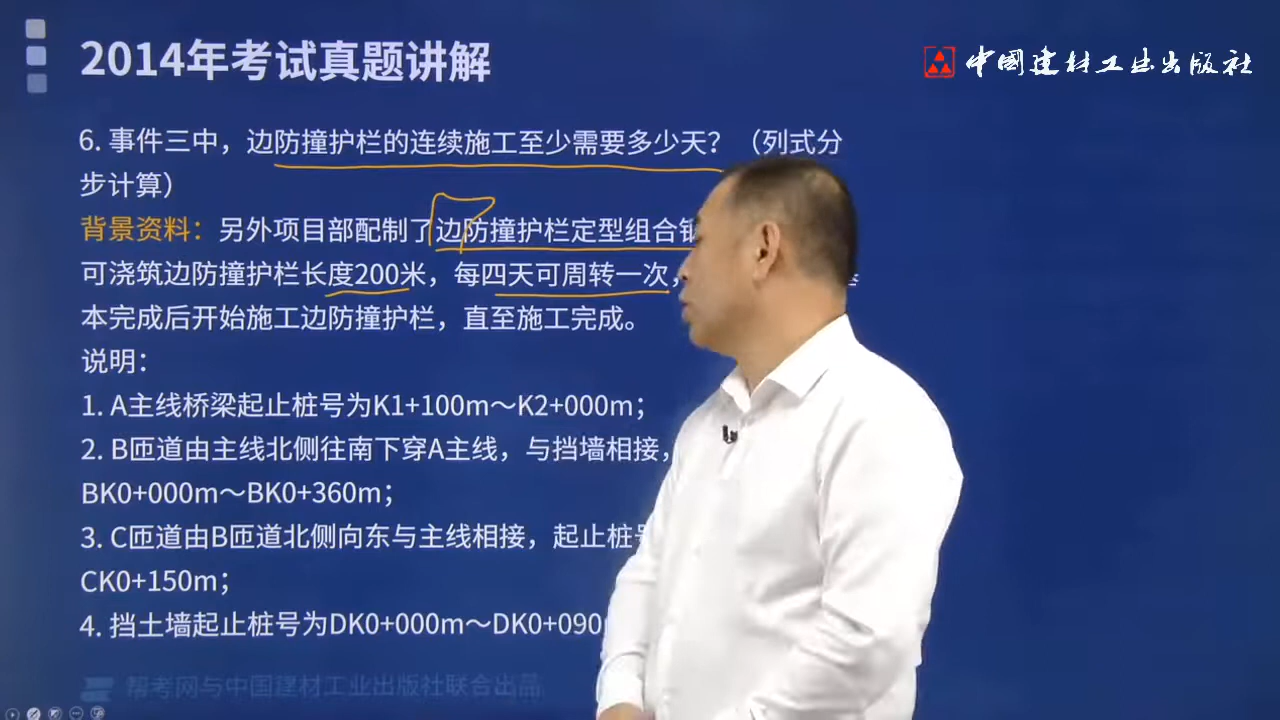 2014年考试真题讲解
中国建材工业出版社
6. 事件三中，边防撞护栏的连续施工至少需要多少天？（列式分
步计算）
背景资料：另外项目部配制了边防撞护栏定型组合
可浇筑边防撞护栏长度200米，每四天可周转一次，
本完成后开始施工边防撞护栏，直至施工完成。
说明：
1. A主线桥梁起止桩号为K1+100m～K2+000m；
2. B匝道由主线北侧往南下穿A主线，与挡墙相接，
BK0+000m～BK0+360m；
3. C匝道由B匝道北侧向东与主线相接，起止桩
CK0+150m；
4. 挡土墙起止桩号为DK0+000m～DK0+090
帮考网与中国建材工业出版社联合出品